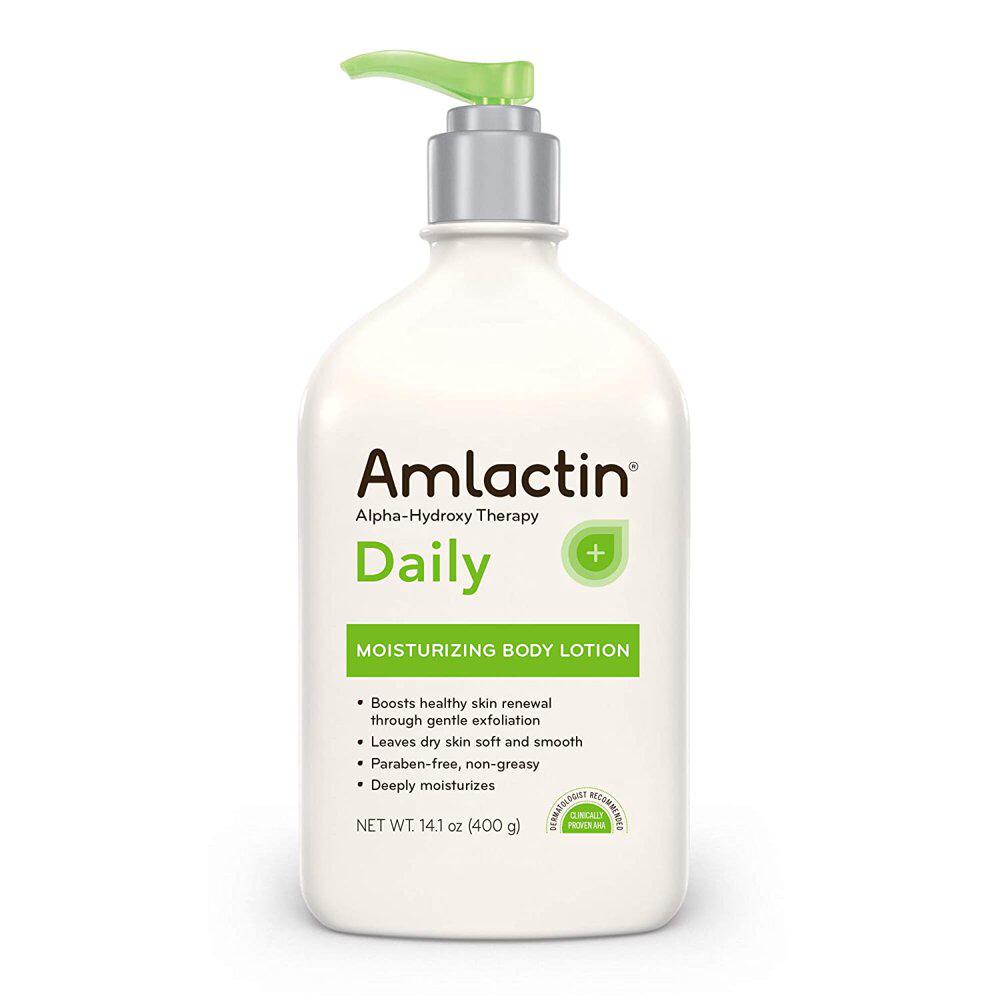 Amlactin®
Alpha-Hydroxy Therapy
Daily
+
MOISTURIZING BODY LOTION
• Boosts healthy skin renewal
through gentle exfoliation
• Leaves dry skin soft and smooth
• Paraben-free, non-greasy
• Deeply moisturizes
NET WT. 14.1 oz (400 g)
DERMATOLOGIST RECOMMENDED
CLINICALLY
PROVEN AHA